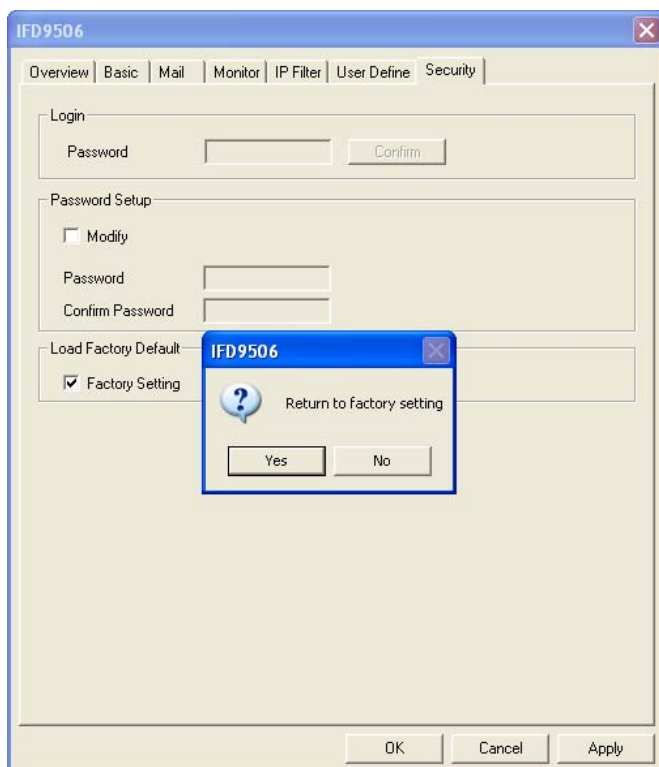 IFD9506
Overview Basic Mail Monitor IP Filter User Define Security
Login
Password Confirm
Password Setup
Modify
Password
Confirm Password
Load Factory Default
Factory Setting
IFD9506
Return to factory setting
Yes No
OK Cancel Apply